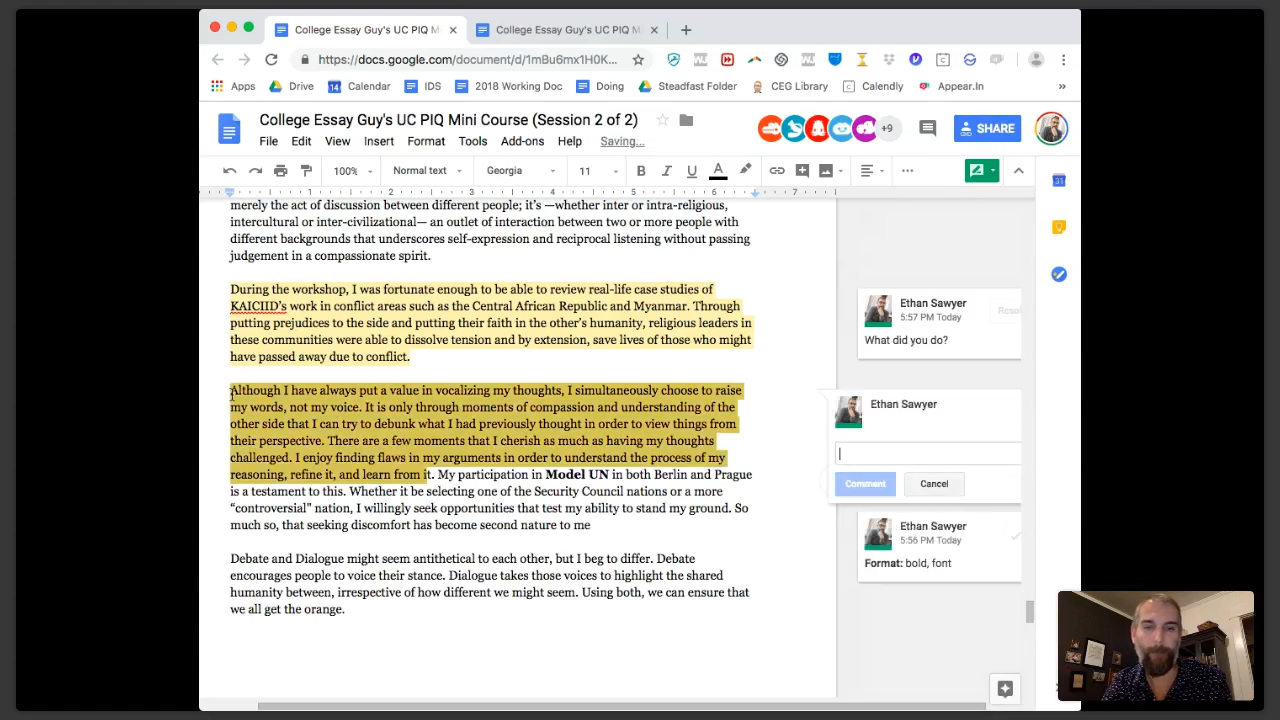 College Essay Guy's UC PIQ M
College Essay Guy's UC PIQ M
https://docs.google.com/document/d/1mBu6mx1H0K...
Apps
Drive
Calendar
IDS
2018 Working Doc
Doing
Steadfast Folder
CEG Library
Calendly
Appear.In
»
College Essay Guy's UC PIQ Mini Course (Session 2 of 2)
+9
SHARE
File Edit View Insert Format Tools Add-ons Help Saving...
100% Normal text Georgia 11 B I U A
1 2 3 4 5 6 7
31
merely the act of discussion between different people; it's —whether inter or intra-religious,
intercultural or inter-civilizational— an outlet of interaction between two or more people with
different backgrounds that underscores self-expression and reciprocal listening without passing
judgement in a compassionate spirit.
During the workshop, I was fortunate enough to be able to review real-life case studies of
KAICIID's work in conflict areas such as the Central African Republic and Myanmar. Through
putting prejudices to the side and putting their faith in the other's humanity, religious leaders in
these communities were able to dissolve tension and by extension, save lives of those who might
have passed away due to conflict.
Although I have always put a value in vocalizing my thoughts, I simultaneously choose to raise
my words, not my voice. It is only through moments of compassion and understanding of the
other side that I can try to debunk what I had previously thought in order to view things from
their perspective. There are a few moments that I cherish as much as having my thoughts
challenged. I enjoy finding flaws in my arguments in order to understand the process of my
reasoning, refine it, and learn from it. My participation in Model UN in both Berlin and Prague
is a testament to this. Whether it be selecting one of the Security Council nations or a more
“controversial” nation, I willingly seek opportunities that test my ability to stand my ground. So
much so, that seeking discomfort has become second nature to me
Debate and Dialogue might seem antithetical to each other, but I beg to differ. Debate
encourages people to voice their stance. Dialogue takes those voices to highlight the shared
humanity between, irrespective of how different we might seem. Using both, we can ensure that
we all get the orange.
Ethan Sawyer
5:57 PM Today
Reso
What did you do?
Ethan Sawyer
Comment
Cancel
Ethan Sawyer
5:56 PM Today
Format: bold, font